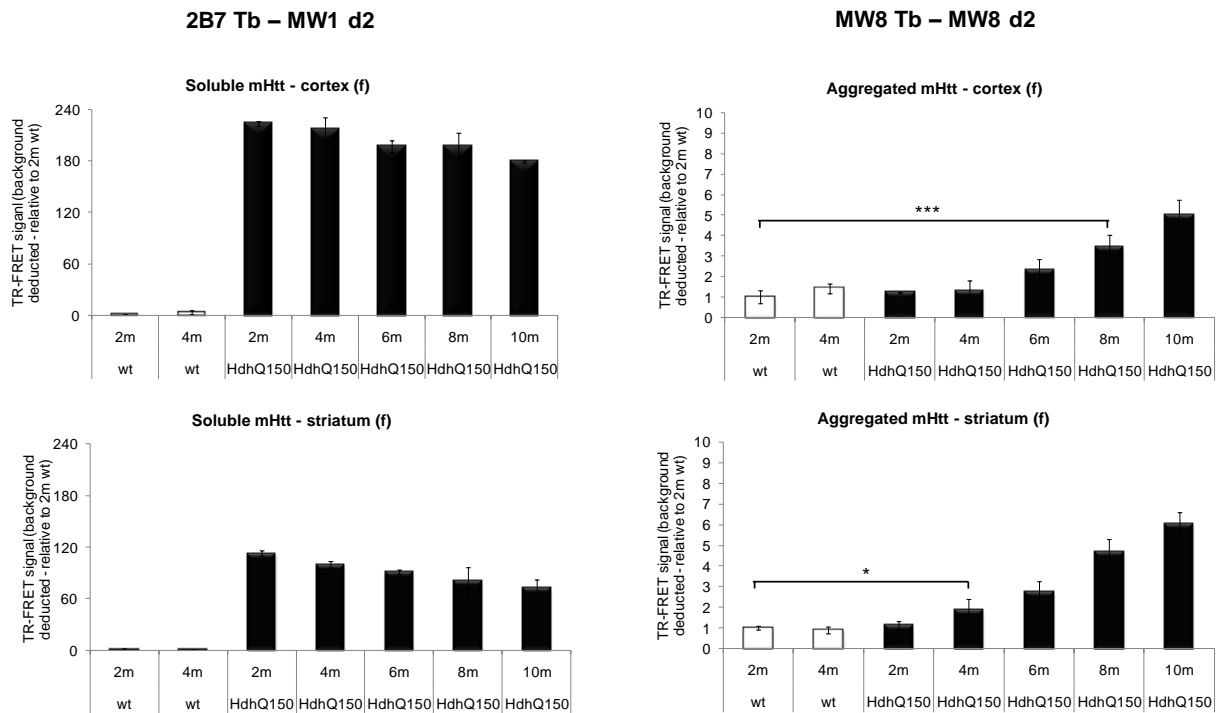 2B7 Tb – MW1 d2
Soluble mHtt - cortex (f)
TR-FRET siganl (background
deducted - relative to 2m wt)
240
180
120
60
0
2m 4m 2m 4m 6m 8m 10m
wt wt HdhQ150 HdhQ150 HdhQ150 HdhQ150 HdhQ150
Soluble mHtt - striatum (f)
TR-FRET signal (background
deducted - relative to 2m wt)
240
180
120
60
0
2m 4m 2m 4m 6m 8m 10m
wt wt HdhQ150 HdhQ150 HdhQ150 HdhQ150 HdhQ150
MW8 Tb – MW8 d2
Aggregated mHtt - cortex (f)
TR-FRET signal (background
deducted - relative to 2m wt)
10
9
8
7
6
5
4
3
2
1
0
***
2m 4m 2m 4m 6m 8m 10m
wt wt HdhQ150 HdhQ150 HdhQ150 HdhQ150 HdhQ150
Aggregated mHtt - striatum (f)
TR-FRET signal (background
deducted - relative to 2m wt)
10
9
8
7
6
5
4
3
2
1
0
*
2m 4m 2m 4m 6m 8m 10m
wt wt HdhQ150 HdhQ150 HdhQ150 HdhQ150 HdhQ150